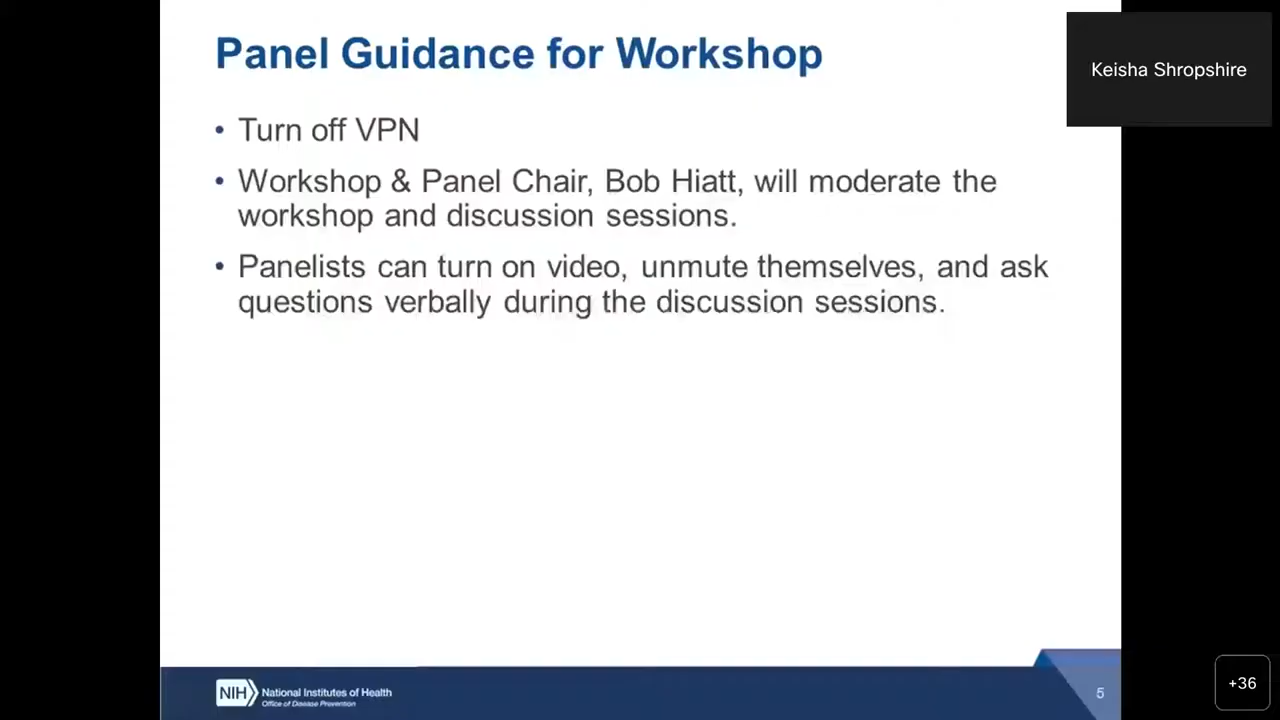 Panel Guidance for Workshop
Keisha Shropshire
• Turn off VPN
• Workshop & Panel Chair, Bob Hiatt, will moderate the
workshop and discussion sessions.
• Panelists can turn on video, unmute themselves, and ask
questions verbally during the discussion sessions.
NIH National Institutes of Health
Office of Disease Prevention
5
+36